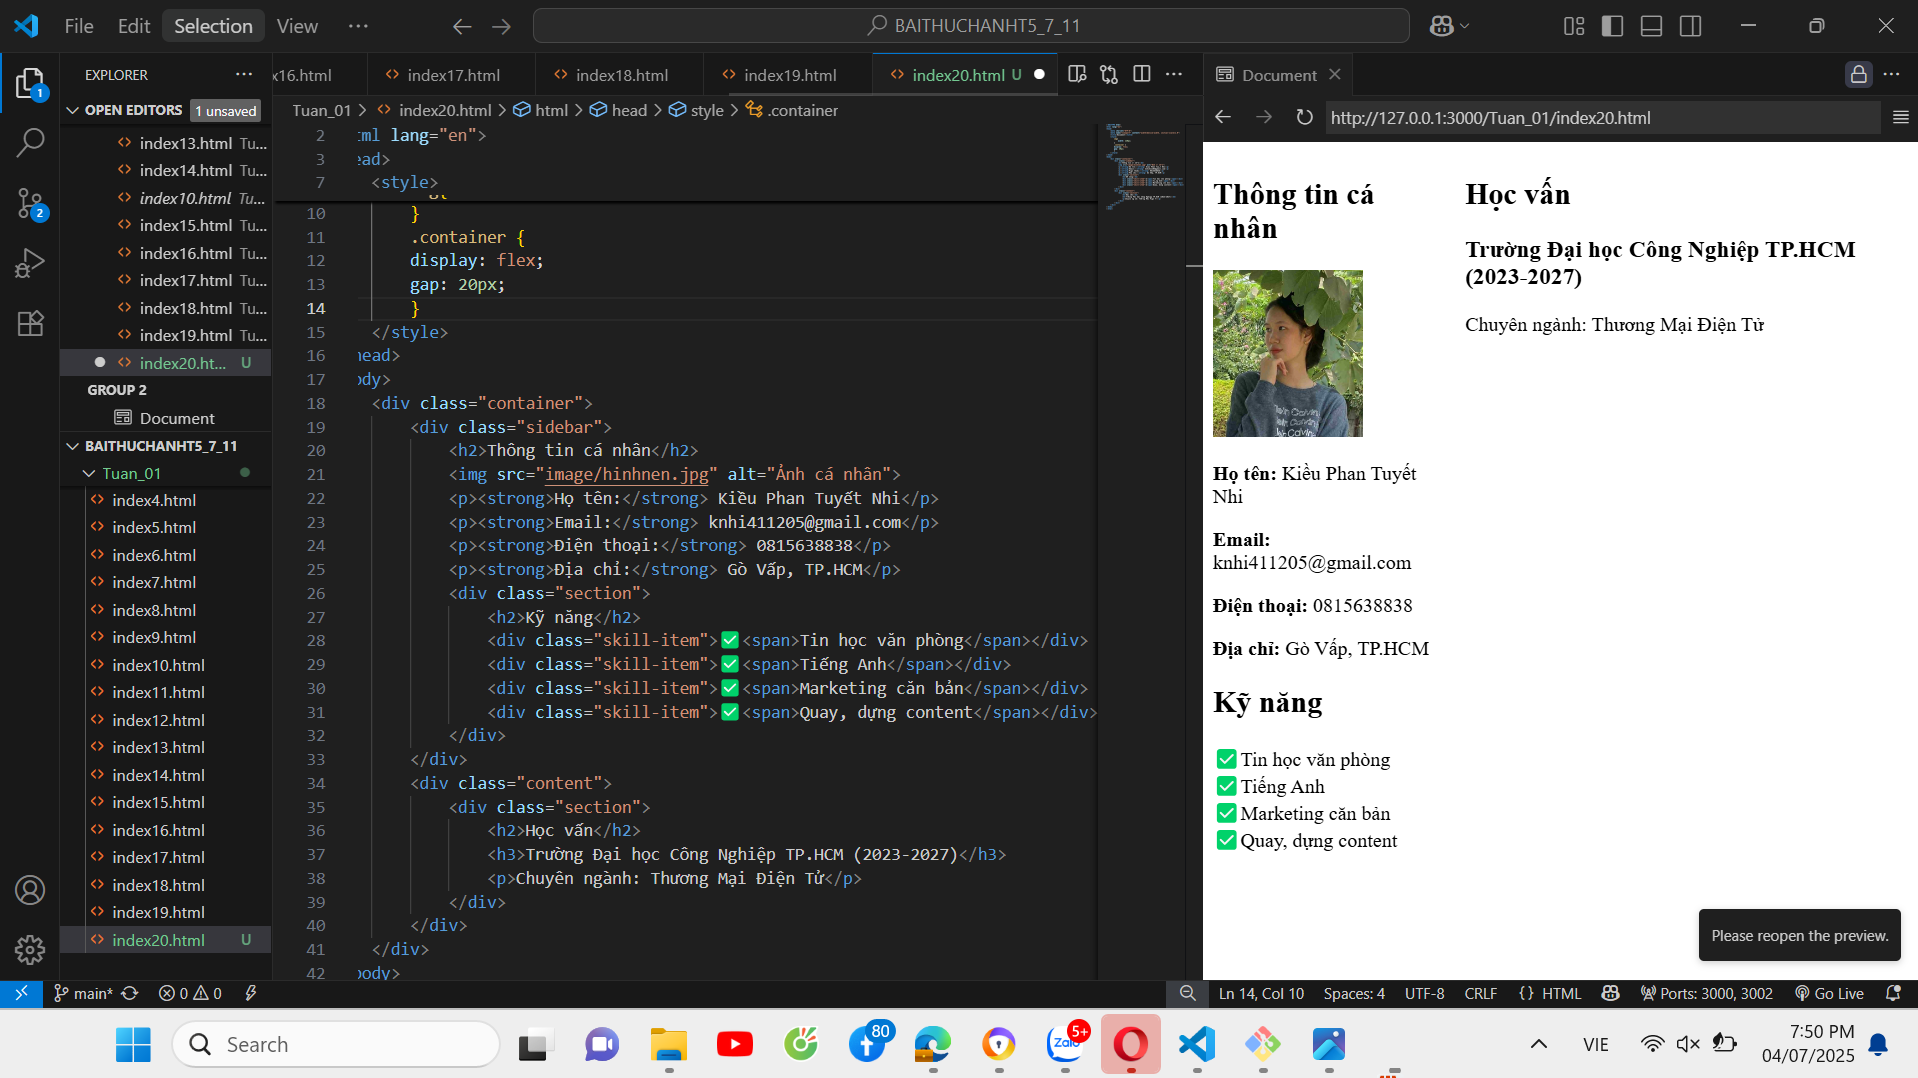 File Edit Selection View ···
BAITHUCHANHT5_7_11
EXPLORER
OPEN EDITORS 1 unsaved
index13.html Tu...
index14.html Tu...
index10.html Tu...
index15.html Tu...
index16.html Tu...
index17.html Tu...
index18.html Tu...
index19.html Tu...
index20.ht... U
GROUP 2
Document
BAITHUCHANHT5_7_11
Tuan_01
index4.html
index5.html
index6.html
index7.html
index8.html
index9.html
index10.html
index11.html
index12.html
index13.html
index14.html
index15.html
index16.html
index17.html
index18.html
index19.html
index20.html U
x16.html index17.html index18.html index19.html index20.html U
Tuan_01 > index20.html > html > head > style > .container
2 ml lang="en">
3 ead>
7 <style>
10 }
11 .container {
12 display: flex;
13 gap: 20px;
14 }
15 </style>
16 head>
17 ody>
18 <div class="container">
19 <div class="sidebar">
20 <h2>Thông tin cá nhân</h2>
21 <img src="image/hinhnen.jpg" alt="Ảnh cá nhân">
22 <p><strong>Họ tên:</strong> Kiều Phan Tuyết Nhi</p>
23 <p><strong>Email:</strong> knhi411205@gmail.com</p>
24 <p><strong>Điện thoại:</strong> 0815638838</p>
25 <p><strong>Địa chỉ:</strong> Gò Vấp, TP.HCM</p>
26 <div class="section">
27 <h2>Kỹ năng</h2>
28 <div class="skill-item">✅<span>Tin học văn phòng</span></div>
29 <div class="skill-item">✅<span>Tiếng Anh</span></div>
30 <div class="skill-item">✅<span>Marketing căn bản</span></div>
31 <div class="skill-item">✅<span>Quay, dựng content</span></div>
32 </div>
33 </div>
34 <div class="content">
35 <div class="section">
36 <h2>Học vấn</h2>
37 <h3>Trường Đại học Công Nghiệp TP.HCM (2023-2027)</h3>
38 <p>Chuyên ngành: Thương Mại Điện Tử</p>
39 </div>
40 </div>
41 </div>
42 body>
Document
http://127.0.0.1:3000/Tuan_01/index20.html
Thông tin cá
nhân
Họ tên: Kiều Phan Tuyết
Nhi
Email:
knhi411205@gmail.com
Điện thoại: 0815638838
Địa chỉ: Gò Vấp, TP.HCM
Kỹ năng
✅Tin học văn phòng
✅Tiếng Anh
✅Marketing căn bản
✅Quay, dựng content
Học vấn
Trường Đại học Công Nghiệp TP.HCM
(2023-2027)
Chuyên ngành: Thương Mại Điện Tử
Please reopen the preview.
main* 0 0 Ln 14, Col 10 Spaces: 4 UTF-8 CRLF {} HTML Ports: 3000, 3002 Go Live
Search 80 Zalo 5+ VIE 7:50 PM
04/07/2025